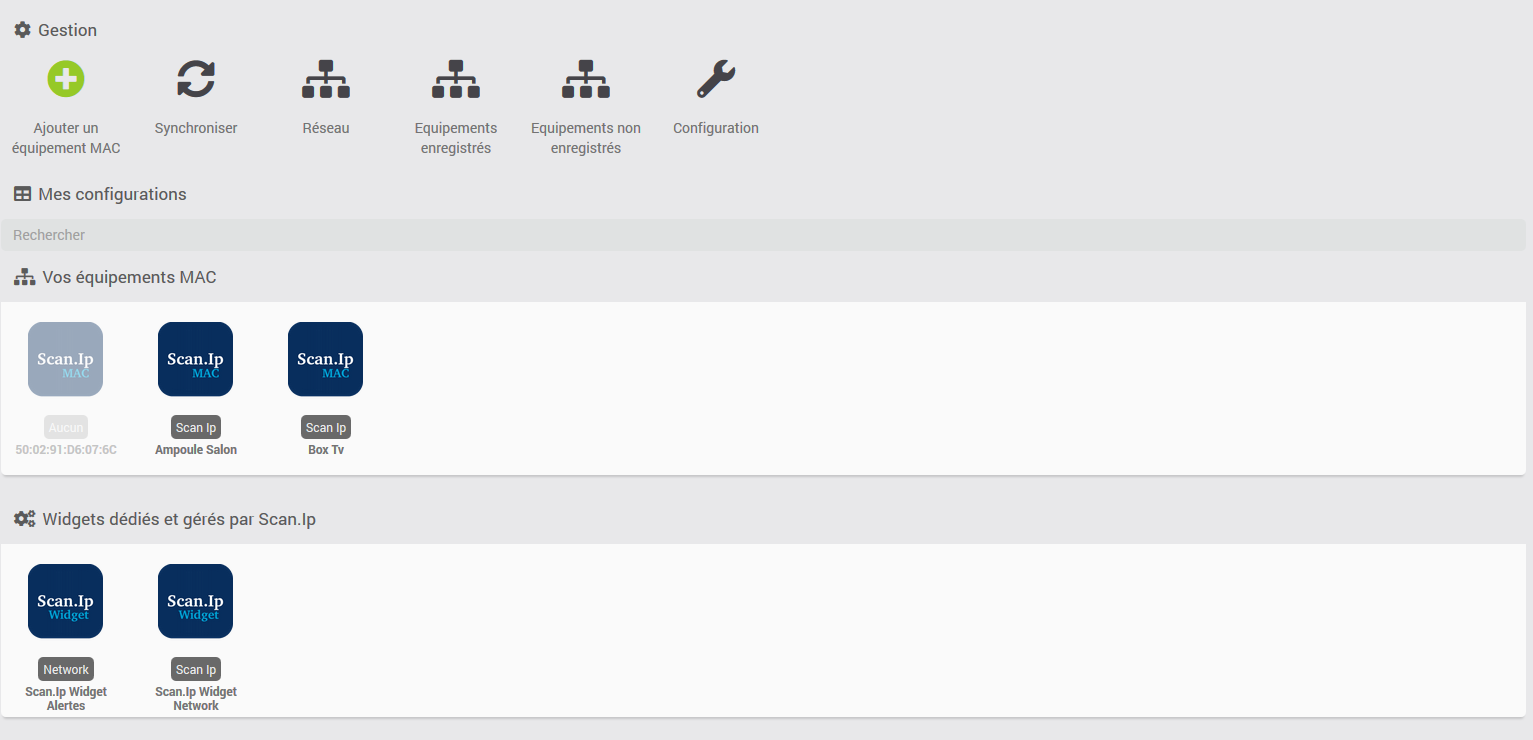 Gestion
Ajouter un
équipement MAC
Synchroniser
Réseau
Equipements
enregistrés
Equipements non
enregistrés
Configuration
Mes configurations
Rechercher
Vos équipements MAC
Scan.Ip
MAC
Aucun
50:02:91:D6:07:6C
Scan.Ip
MAC
Scan Ip
Ampoule Salon
Scan.Ip
MAC
Scan Ip
Box Tv
Widgets dédiés et gérés par Scan.Ip
Scan.Ip
Widget
Network
Scan.Ip Widget
Alertes
Scan.Ip
Widget
Scan Ip
Scan.Ip Widget
Network